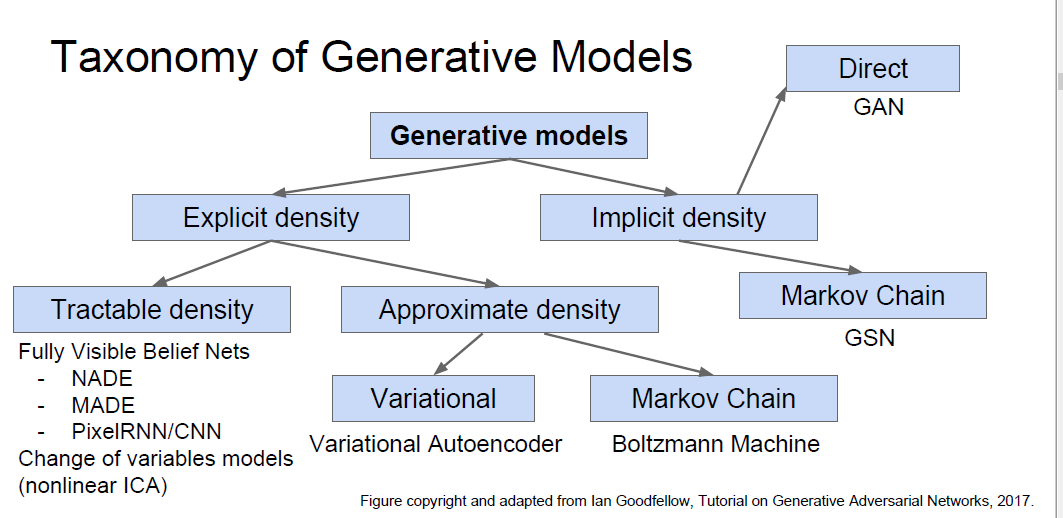 Taxonomy of Generative Models
Direct
GAN
Generative models
Explicit density
Implicit density
Tractable density
Approximate density
Markov Chain
GSN
Fully Visible Belief Nets
- NADE
- MADE
- PixelRNN/CNN
Change of variables models
(nonlinear ICA)
Variational
Variational Autoencoder
Markov Chain
Boltzmann Machine
Figure copyright and adapted from Ian Goodfellow, Tutorial on Generative Adversarial Networks, 2017.